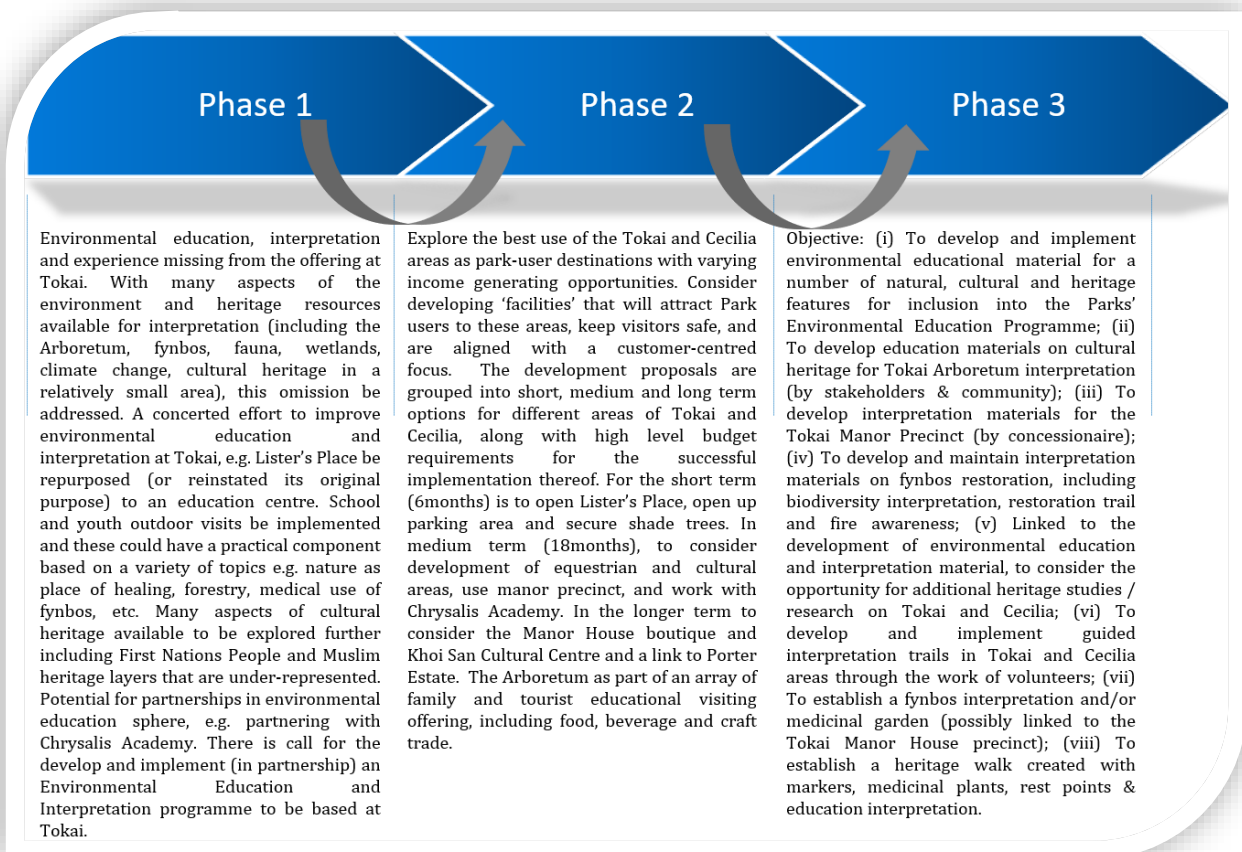 Phase 1
Phase 2
Phase 3
Environmental education, interpretation
and experience missing from the offering at
Tokai. With many aspects of the
environment and heritage resources
available for interpretation (including the
Arboretum, fynbos, fauna, wetlands,
climate change, cultural heritage in a
relatively small area), this omission be
addressed. A concerted effort to improve
environmental education and
interpretation at Tokai, e.g. Lister’s Place be
repurposed (or reinstated its original
purpose) to an education centre. School
and youth outdoor visits be implemented
and these could have a practical component
based on a variety of topics e.g. nature as
place of healing, forestry, medical use of
fynbos, etc. Many aspects of cultural
heritage available to be explored further
including First Nations People and Muslim
heritage layers that are under-represented.
Potential for partnerships in environmental
education sphere, e.g. partnering with
Chrysalis Academy. There is call for the
develop and implement (in partnership) an
Environmental Education and
Interpretation programme to be based at
Tokai.
Explore the best use of the Tokai and Cecilia
areas as park-user destinations with varying
income generating opportunities. Consider
developing ‘facilities’ that will attract Park
users to these areas, keep visitors safe, and
are aligned with a customer-centred
focus. The development proposals are
grouped into short, medium and long term
options for different areas of Tokai and
Cecilia, along with high level budget
requirements for the successful
implementation thereof. For the short term
(6months) is to open Lister’s Place, open up
parking area and secure shade trees. In
medium term (18months), to consider
development of equestrian and cultural
areas, use manor precinct, and work with
Chrysalis Academy. In the longer term to
consider the Manor House boutique and
Khoi San Cultural Centre and a link to Porter
Estate. The Arboretum as part of an array of
family and tourist educational visiting
offering, including food, beverage and craft
trade.
Objective: (i) To develop and implement
environmental educational material for a
number of natural, cultural and heritage
features for inclusion into the Parks’
Environmental Education Programme; (ii)
To develop education materials on cultural
heritage for Tokai Arboretum interpretation
(by stakeholders & community); (iii) To
develop interpretation materials for the
Tokai Manor Precinct (by concessionaire);
(iv) To develop and maintain interpretation
materials on fynbos restoration, including
biodiversity interpretation, restoration trail
and fire awareness; (v) Linked to the
development of environmental education
and interpretation material, to consider the
opportunity for additional heritage studies /
research on Tokai and Cecilia; (vi) To
develop and implement guided
interpretation trails in Tokai and Cecilia
areas through the work of volunteers; (vii)
To establish a fynbos interpretation and/or
medicinal garden (possibly linked to the
Tokai Manor House precinct); (viii) To
establish a heritage walk created with
markers, medicinal plants, rest points &
education interpretation.